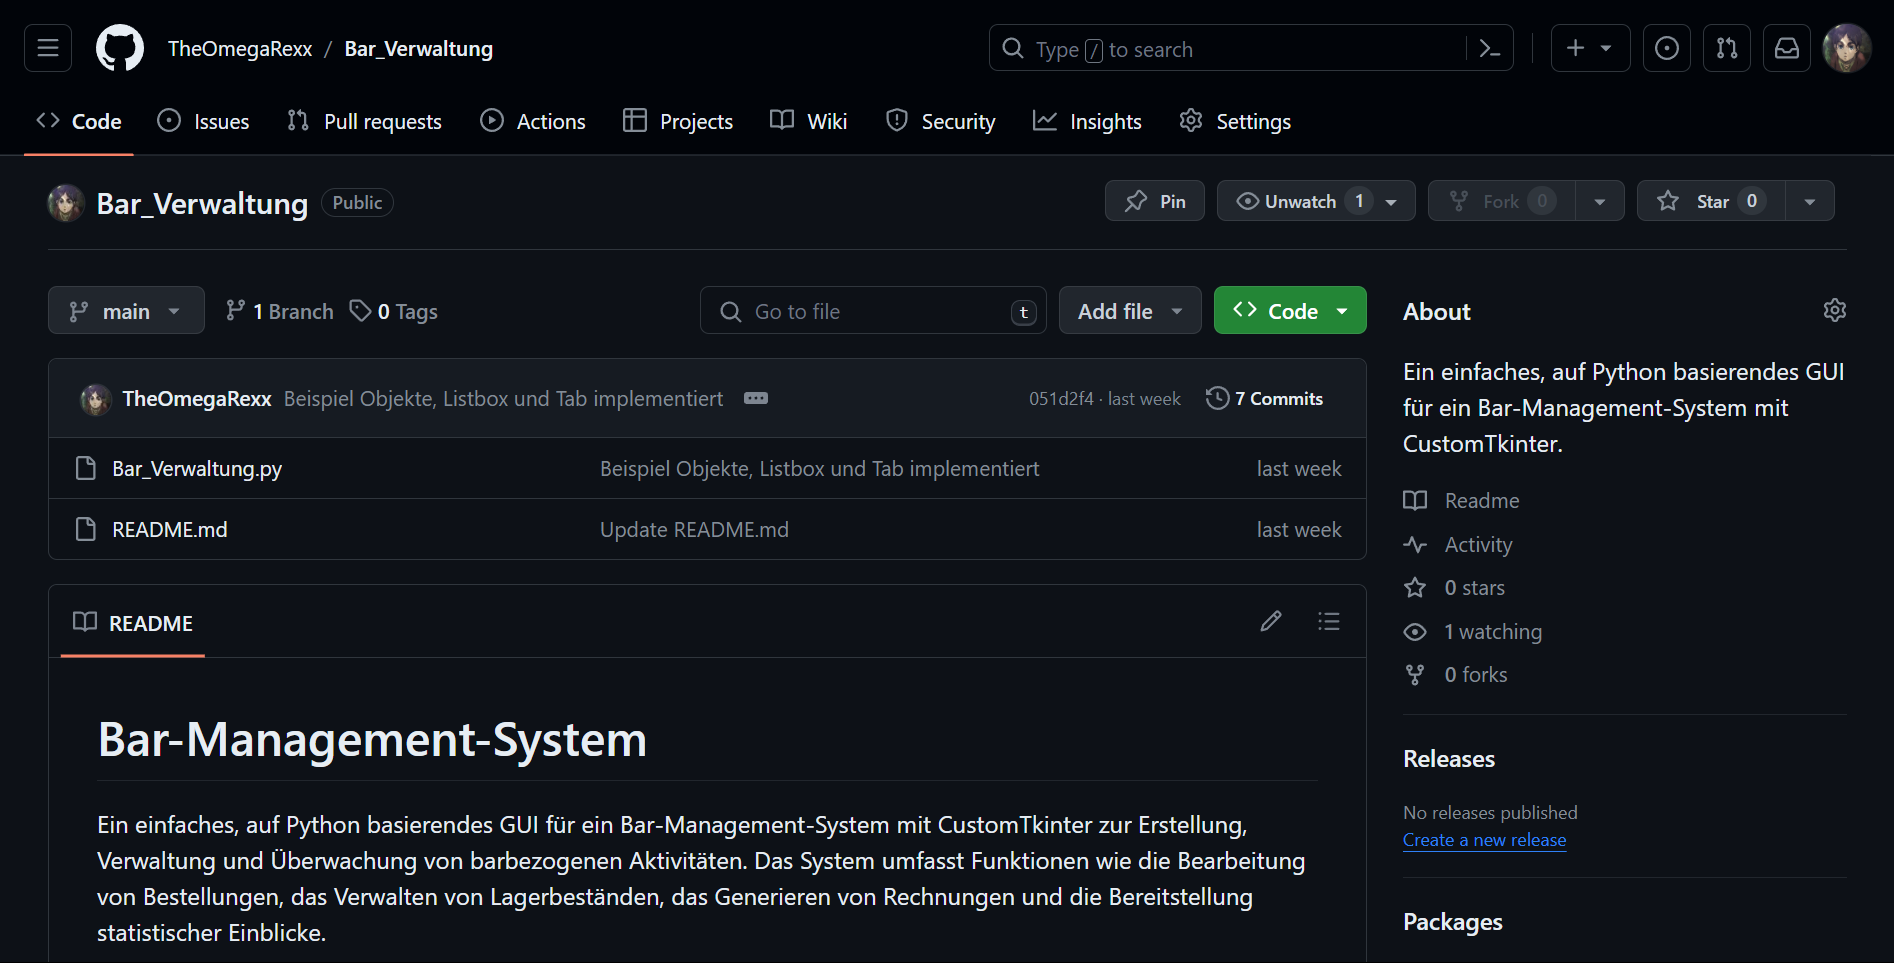 TheOmegaRexx / Bar_Verwaltung
Type / to search
Code Issues Pull requests Actions Projects Wiki Security Insights Settings
Bar_Verwaltung Public
Pin Unwatch 1 Fork 0 Star 0
main 1 Branch 0 Tags Go to file t Add file Code
TheOmegaRexx Beispiel Objekte, Listbox und Tab implementiert 051d2f4 · last week 7 Commits
Bar_Verwaltung.py Beispiel Objekte, Listbox und Tab implementiert last week
README.md Update README.md last week
README
Bar-Management-System
Ein einfaches, auf Python basierendes GUI für ein Bar-Management-System mit CustomTkinter zur Erstellung,
Verwaltung und Überwachung von barbezogenen Aktivitäten. Das System umfasst Funktionen wie die Bearbeitung
von Bestellungen, das Verwalten von Lagerbeständen, das Generieren von Rechnungen und die Bereitstellung
statistischer Einblicke.
About
Ein einfaches, auf Python basierendes GUI
für ein Bar-Management-System mit
CustomTkinter.
Readme
Activity
0 stars
1 watching
0 forks
Releases
No releases published
Create a new release
Packages